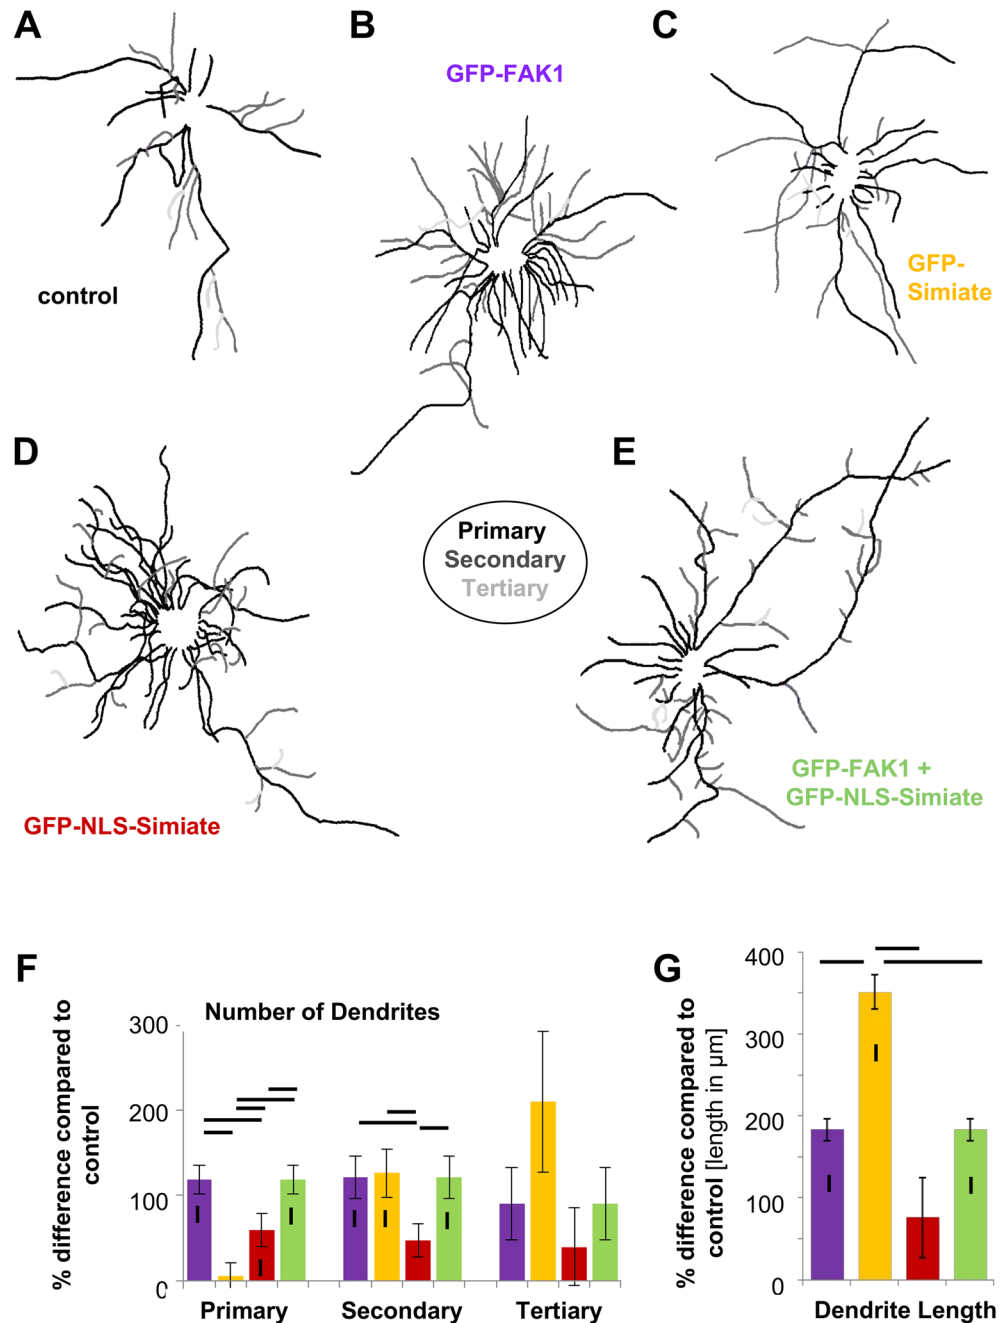 A
B
C
GFP-FAK1
control
GFP-
Simiate
D
E
Primary
Secondary
Tertiary
GFP-NLS-Simiate
GFP-FAK1 +
GFP-NLS-Simiate
F
Number of Dendrites
% difference compared to
control
300
200
100
0
Primary
Secondary
Tertiary
G
% difference compared to
control [length in µm]
400
300
200
100
0
Dendrite Length